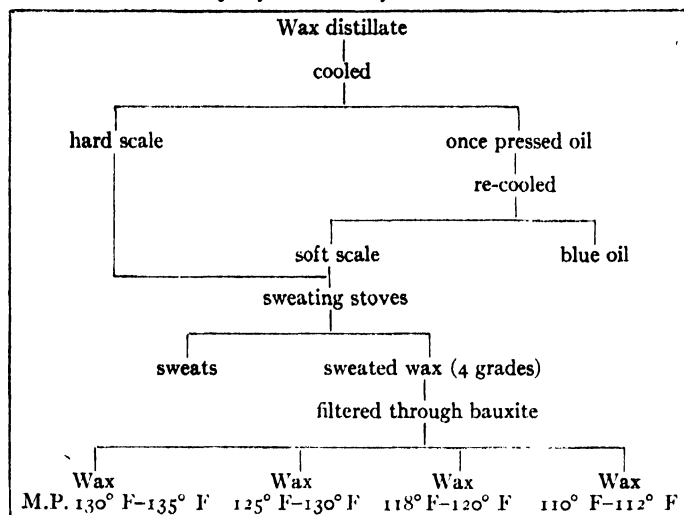 Wax distillate
cooled
hard scale once pressed oil
re-cooled
soft scale blue oil
sweating stoves
sweats sweated wax (4 grades)
filtered through bauxite
Wax Wax Wax Wax
M.P. 130° F–135° F 125° F–130° F 118° F–120° F 110° F–112° F